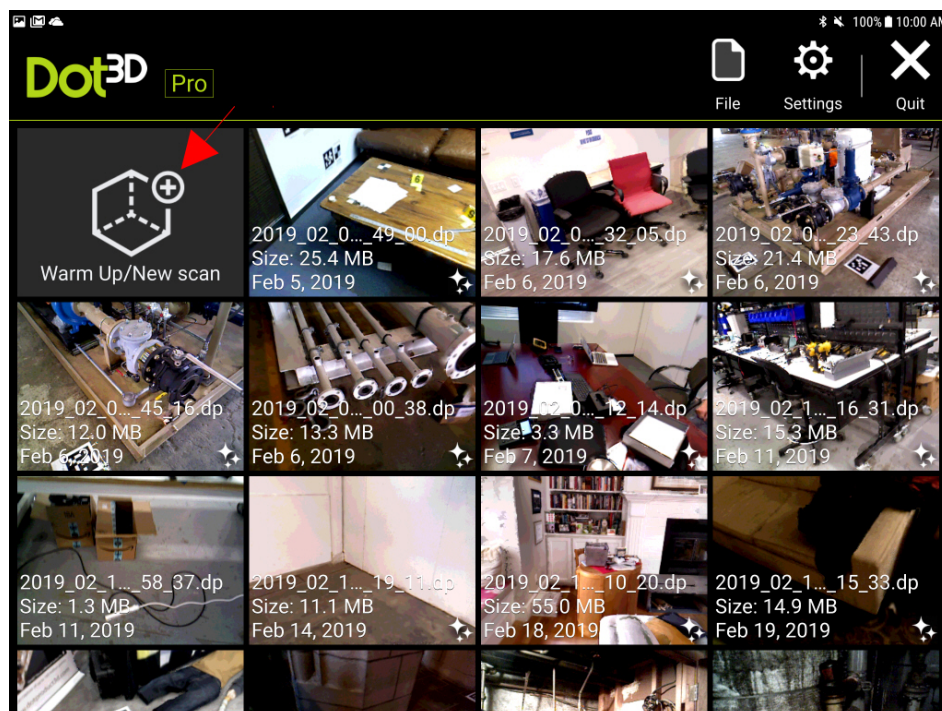 100% 10:00 AM
Dot3D Pro
File Settings Quit
Warm Up/New scan
2019_02_0..._49_00.dp
Size: 25.4 MB
Feb 5, 2019
2019_02_0..._32_05.dp
Size: 17.6 MB
Feb 6, 2019
2019_02_0..._23_43.dp
Size: 21.4 MB
Feb 6, 2019
2019_02_0..._45_16.dp
Size: 12.0 MB
Feb 6, 2019
2019_02_0..._00_38.dp
Size: 13.3 MB
Feb 6, 2019
2019_02_0..._12_14.dp
Size: 3.3 MB
Feb 7, 2019
2019_02_1..._16_31.dp
Size: 15.3 MB
Feb 11, 2019
2019_02_1..._58_37.dp
Size: 1.3 MB
Feb 11, 2019
2019_02_1..._19_11.dp
Size: 11.1 MB
Feb 14, 2019
2019_02_1..._10_20.dp
Size: 55.0 MB
Feb 18, 2019
2019_02_1..._15_33.dp
Size: 14.9 MB
Feb 19, 2019